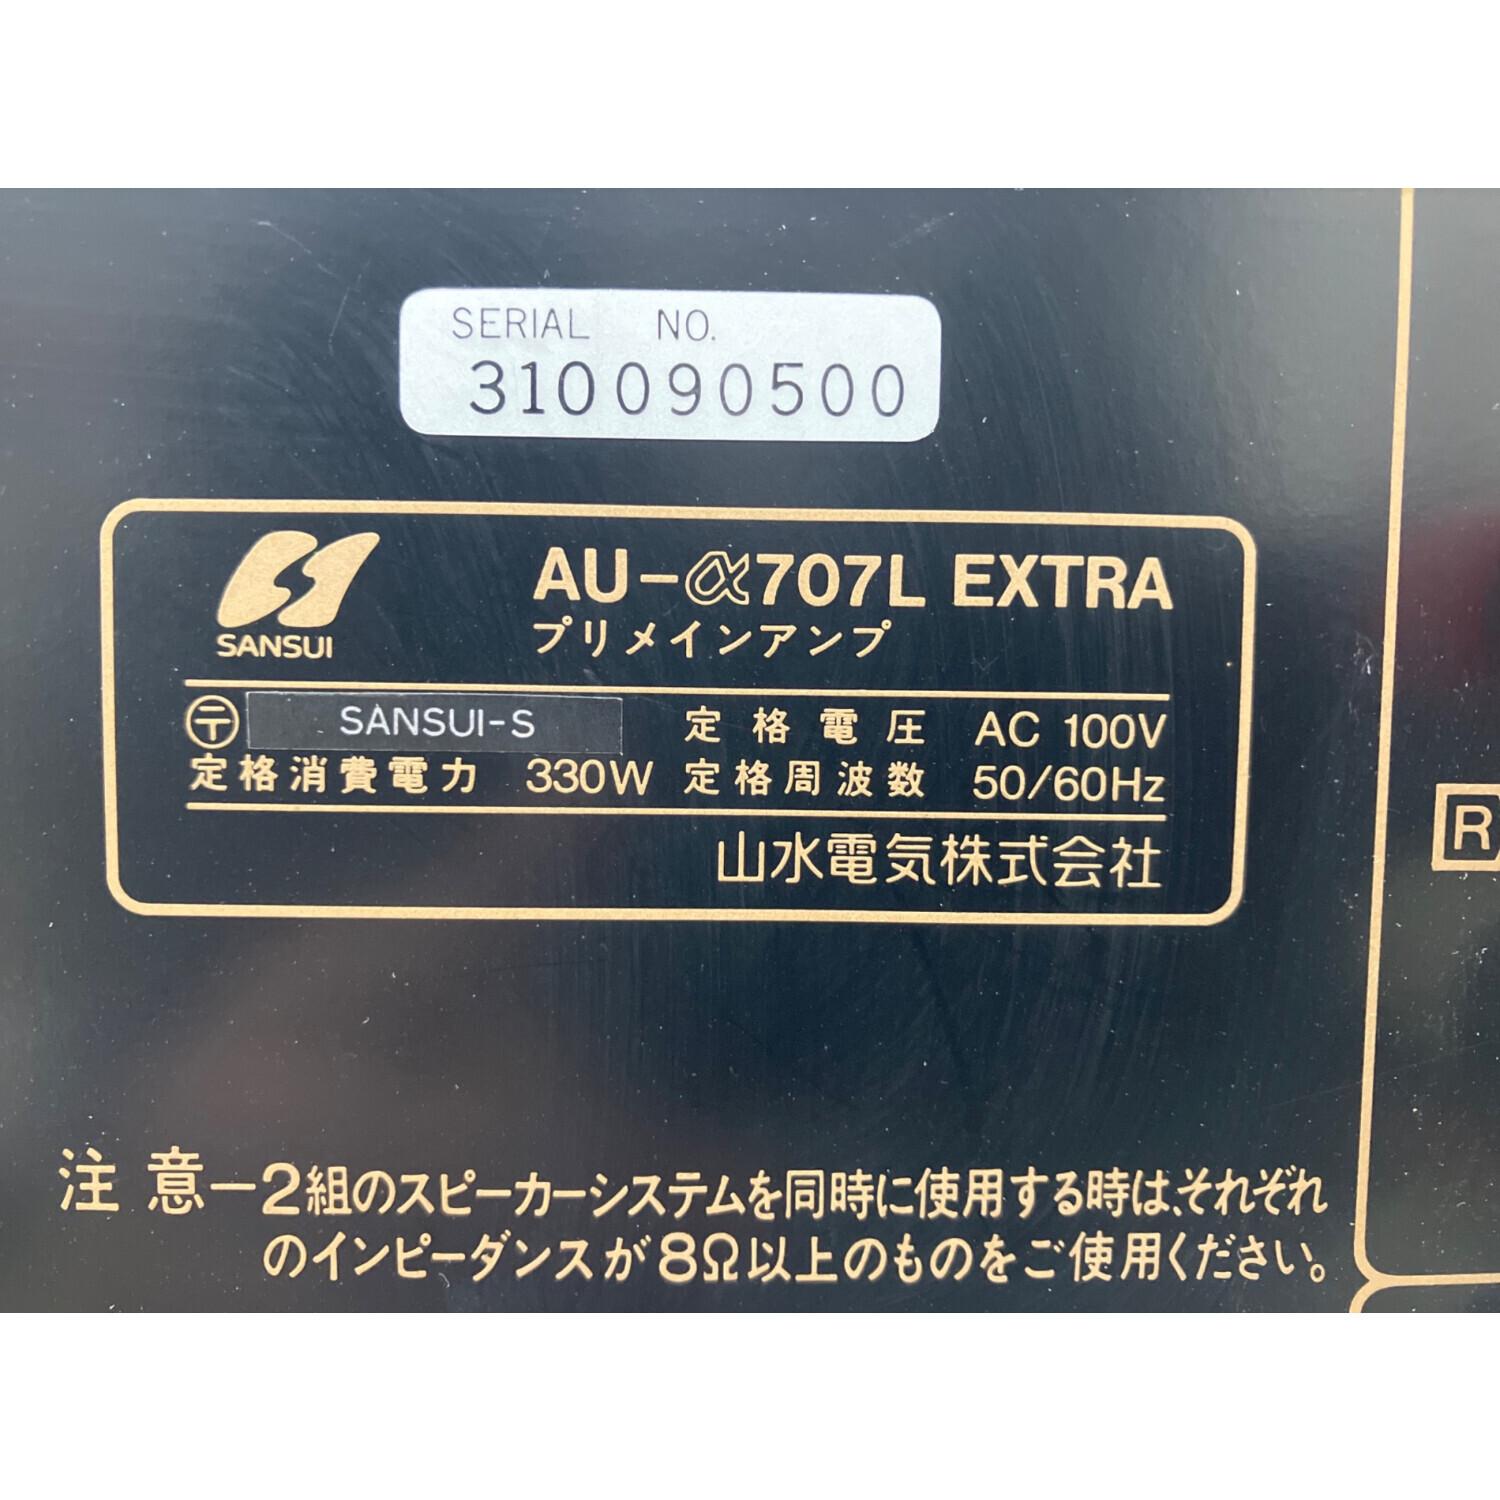 SERIAL NO.
310090500
SANSUI
AU-α707L EXTRA
プリメインアンプ
〒 SANSUI-S 定格電圧 AC 100V
定格消費電力 330W 定格周波数 50/60Hz
山水電気株式会社
R
注意－2組のスピーカーシステムを同時に使用する時は、それぞれ
のインピーダンスが8Ω以上のものをご使用ください。